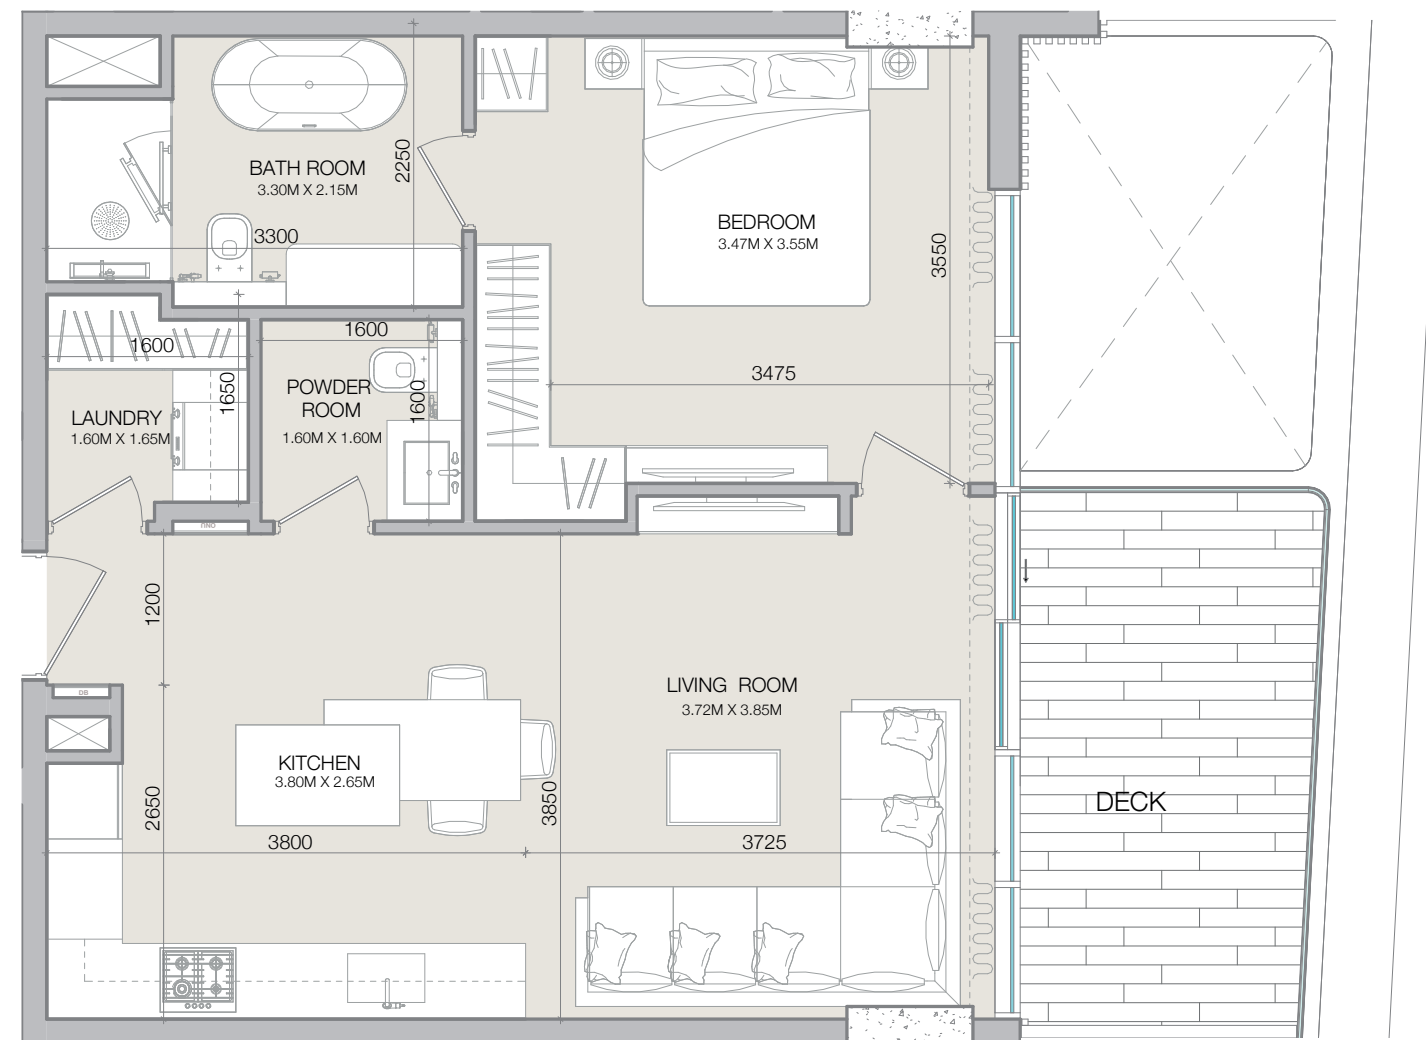 BATH ROOM
3.30M X 2.15M
2250
3300
BEDROOM
3.47M X 3.55M
3550
3475
1600
1650
LAUNDRY
1.60M X 1.65M
1600
POWDER
ROOM
1600
1.60M X 1.60M
ONU
1200
DB
LIVING ROOM
3.72M X 3.85M
KITCHEN
3.80M X 2.65M
2650
3850
3800
3725
DECK